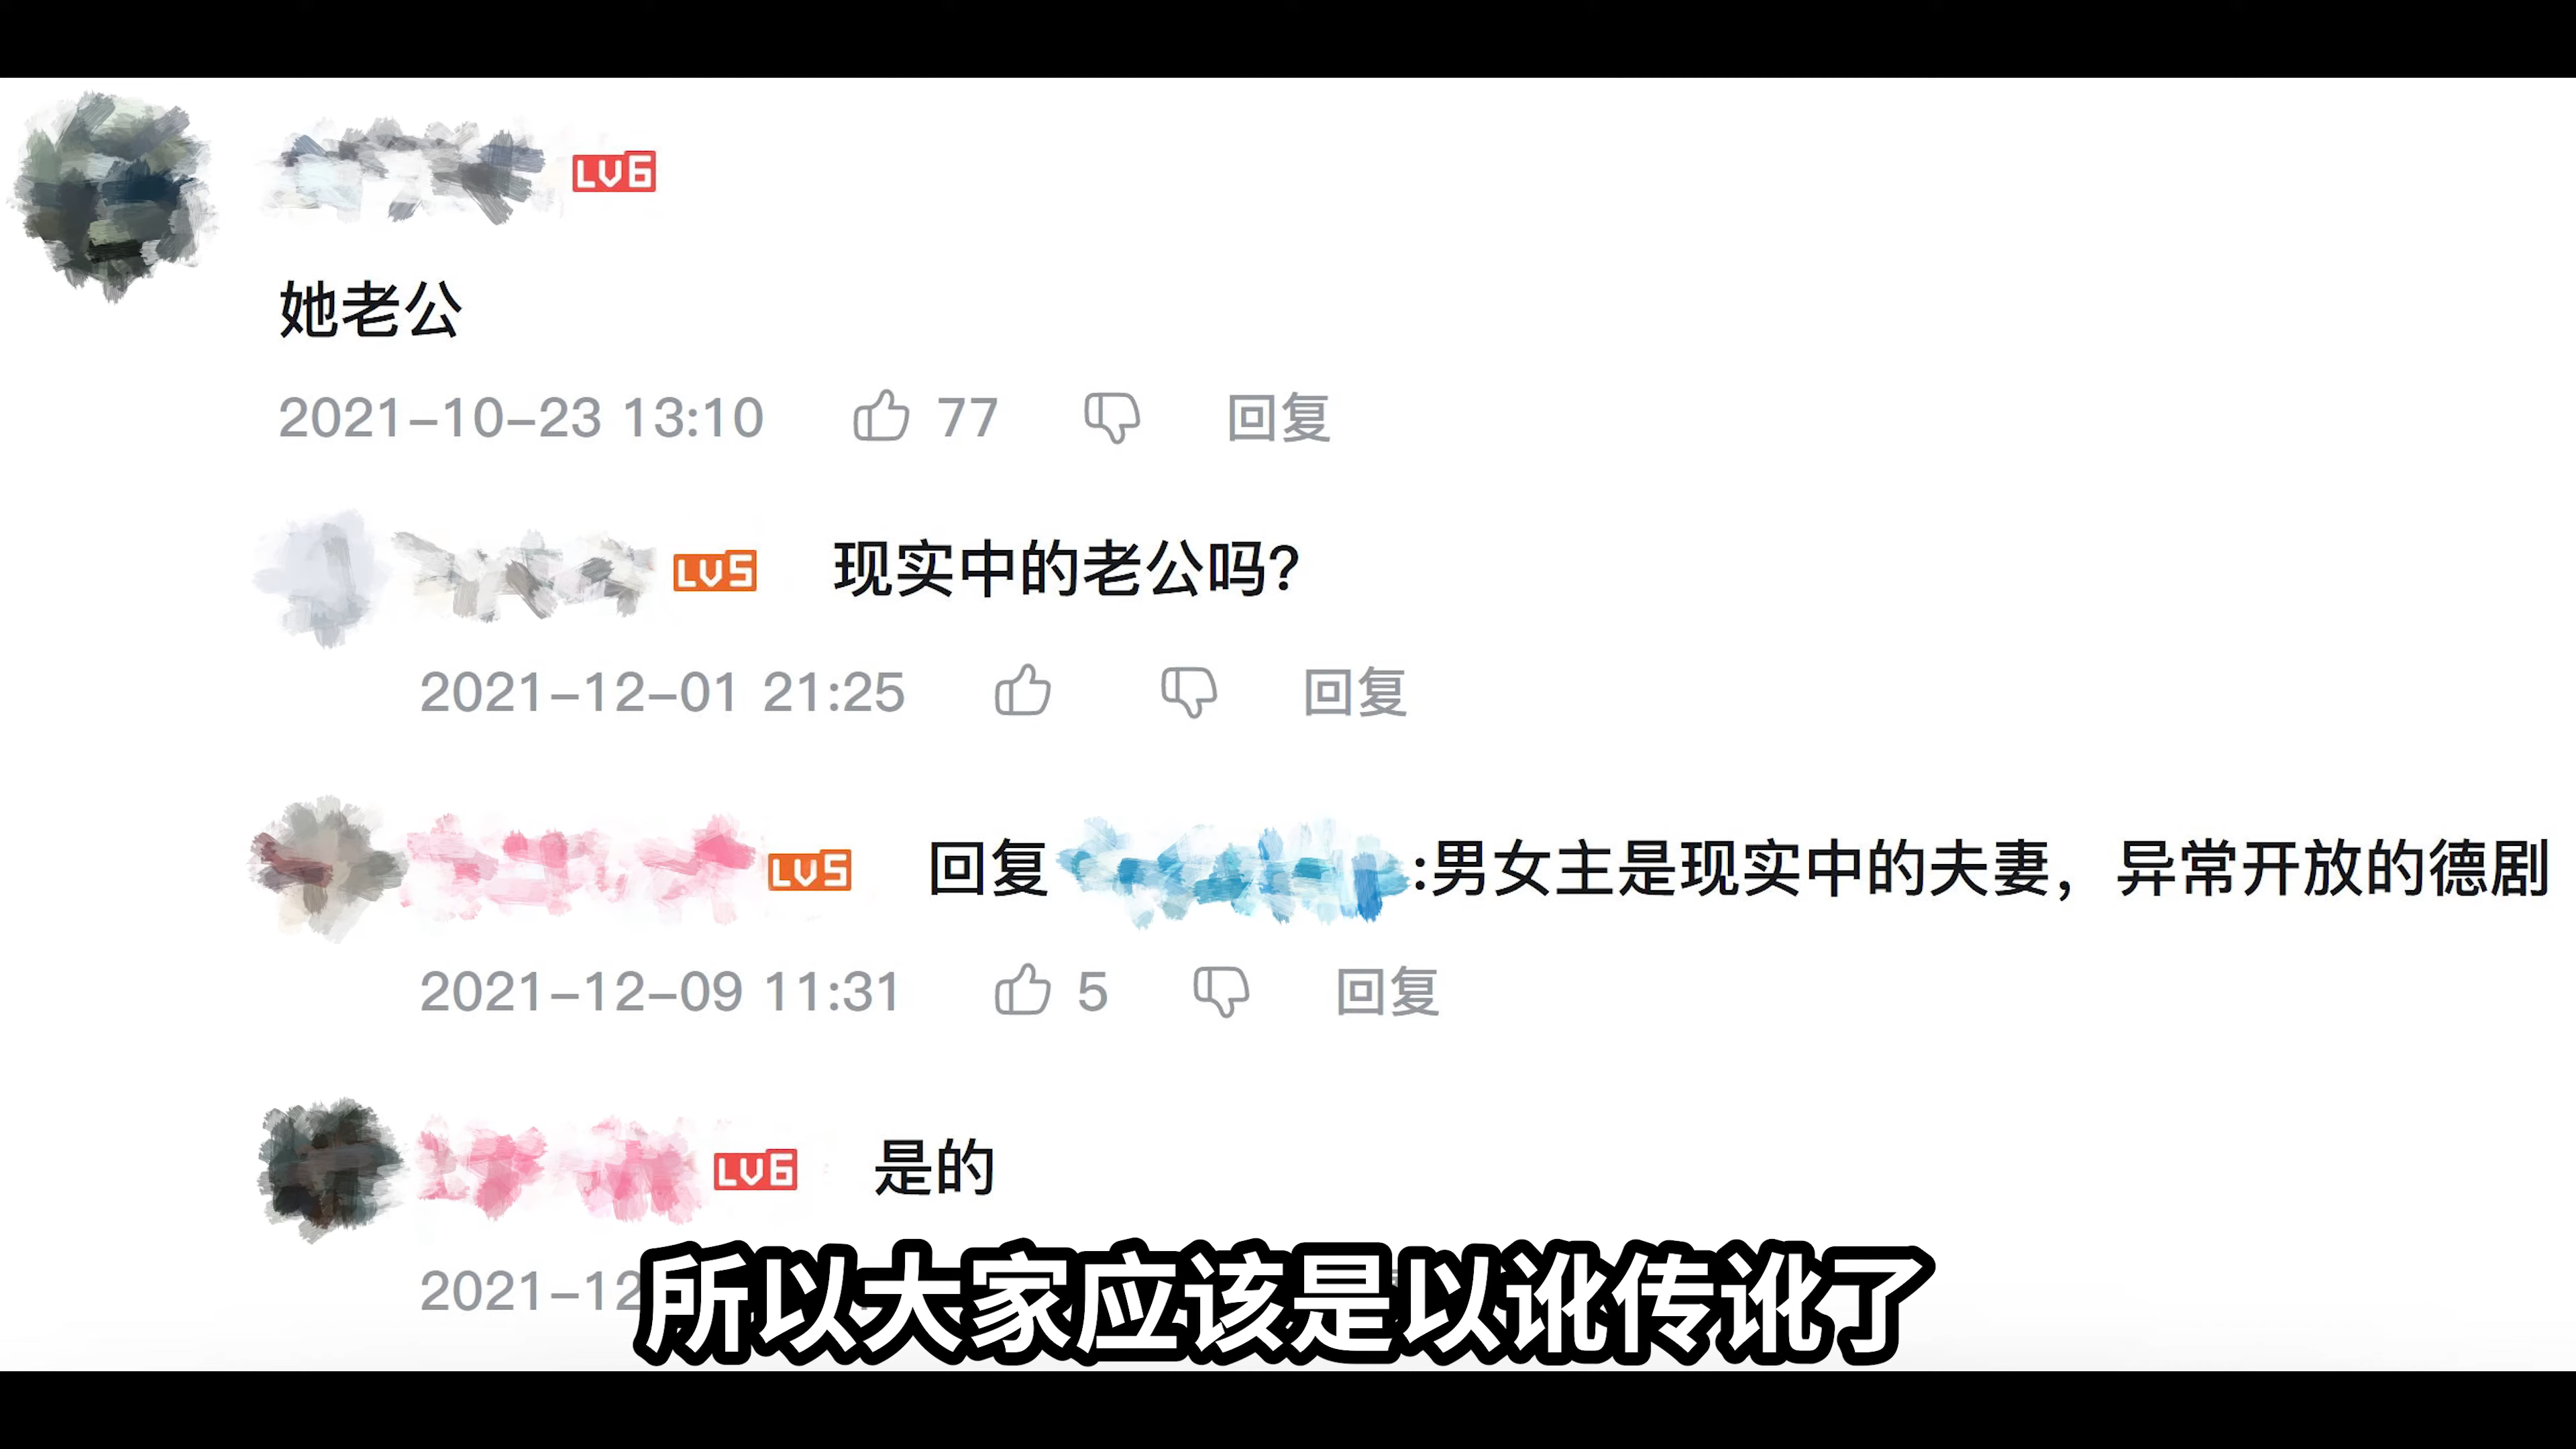 LV6
她老公
2021-10-23 13:10 77 回复
LV5 现实中的老公吗？
2021-12-01 21:25 回复
LV5 回复 :男女主是现实中的夫妻，异常开放的德剧
2021-12-09 11:31 5 回复
LV6 是的
2021-12
所以大家应该是以讹传讹了